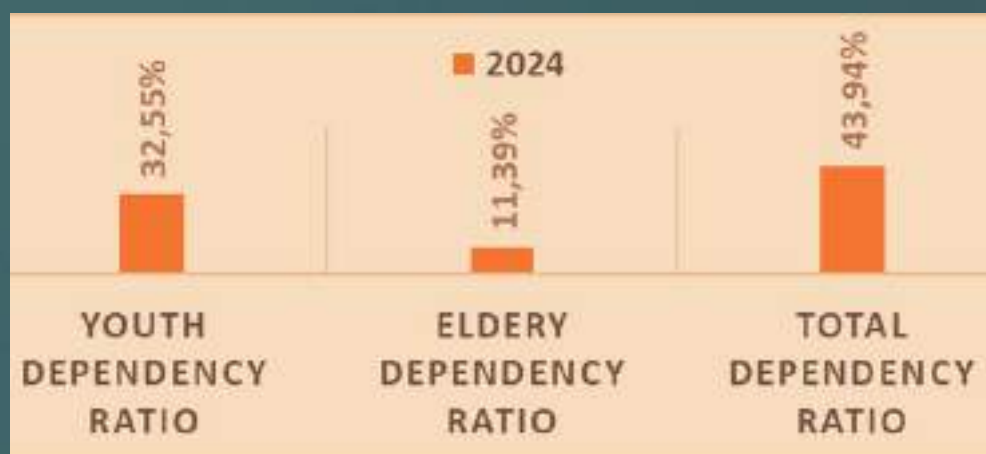 2024
32,55%
11,39%
43,94%
YOUTH
DEPENDENCY
RATIO
ELDERY
DEPENDENCY
RATIO
TOTAL
DEPENDENCY
RATIO